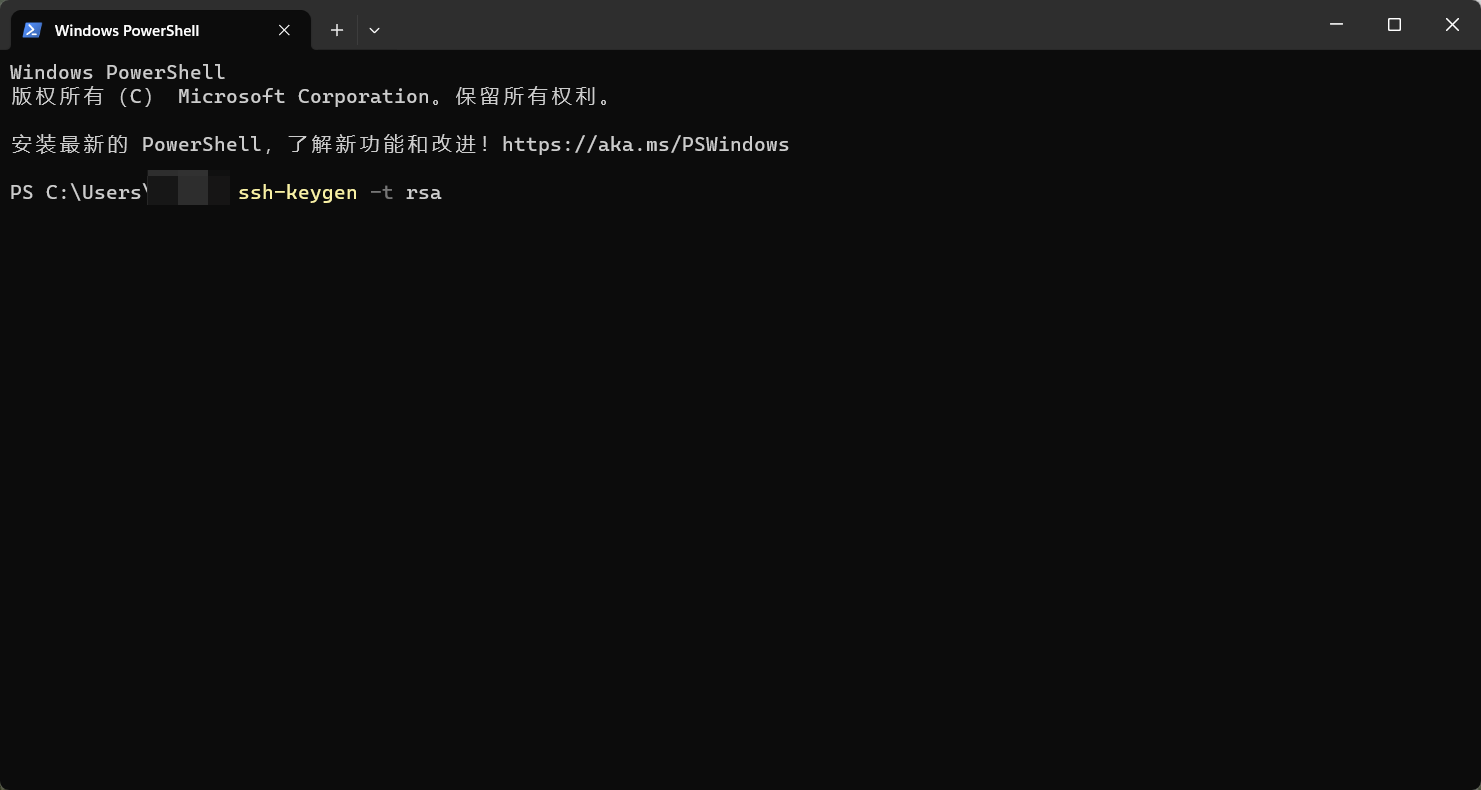 Windows PowerShell
Windows PowerShell
版权所有 (C) Microsoft Corporation。保留所有权利。
安装最新的 PowerShell，了解新功能和改进！https://aka.ms/PSWindows
PS C:\Users\ ssh-keygen -t rsa